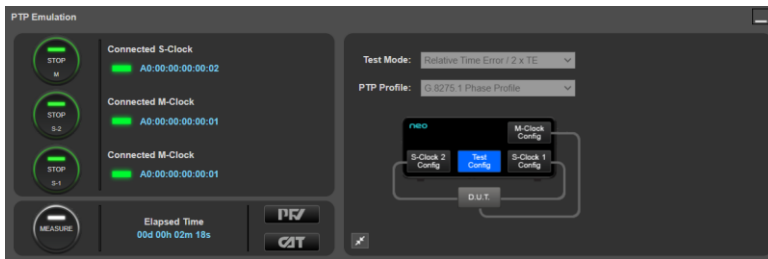 PTP Emulation
STOP
M
Connected S-Clock
A0:00:00:00:00:02
STOP
S-2
Connected M-Clock
A0:00:00:00:00:01
STOP
S-1
Connected M-Clock
A0:00:00:00:00:01
MEASURE
Elapsed Time
00d 00h 02m 18s
PFV
CAT
Test Mode:
Relative Time Error / 2 x TE
PTP Profile:
G.8275.1 Phase Profile
neo
M-Clock
Config
S-Clock 2
Config
Test
Config
S-Clock 1
Config
D.U.T.